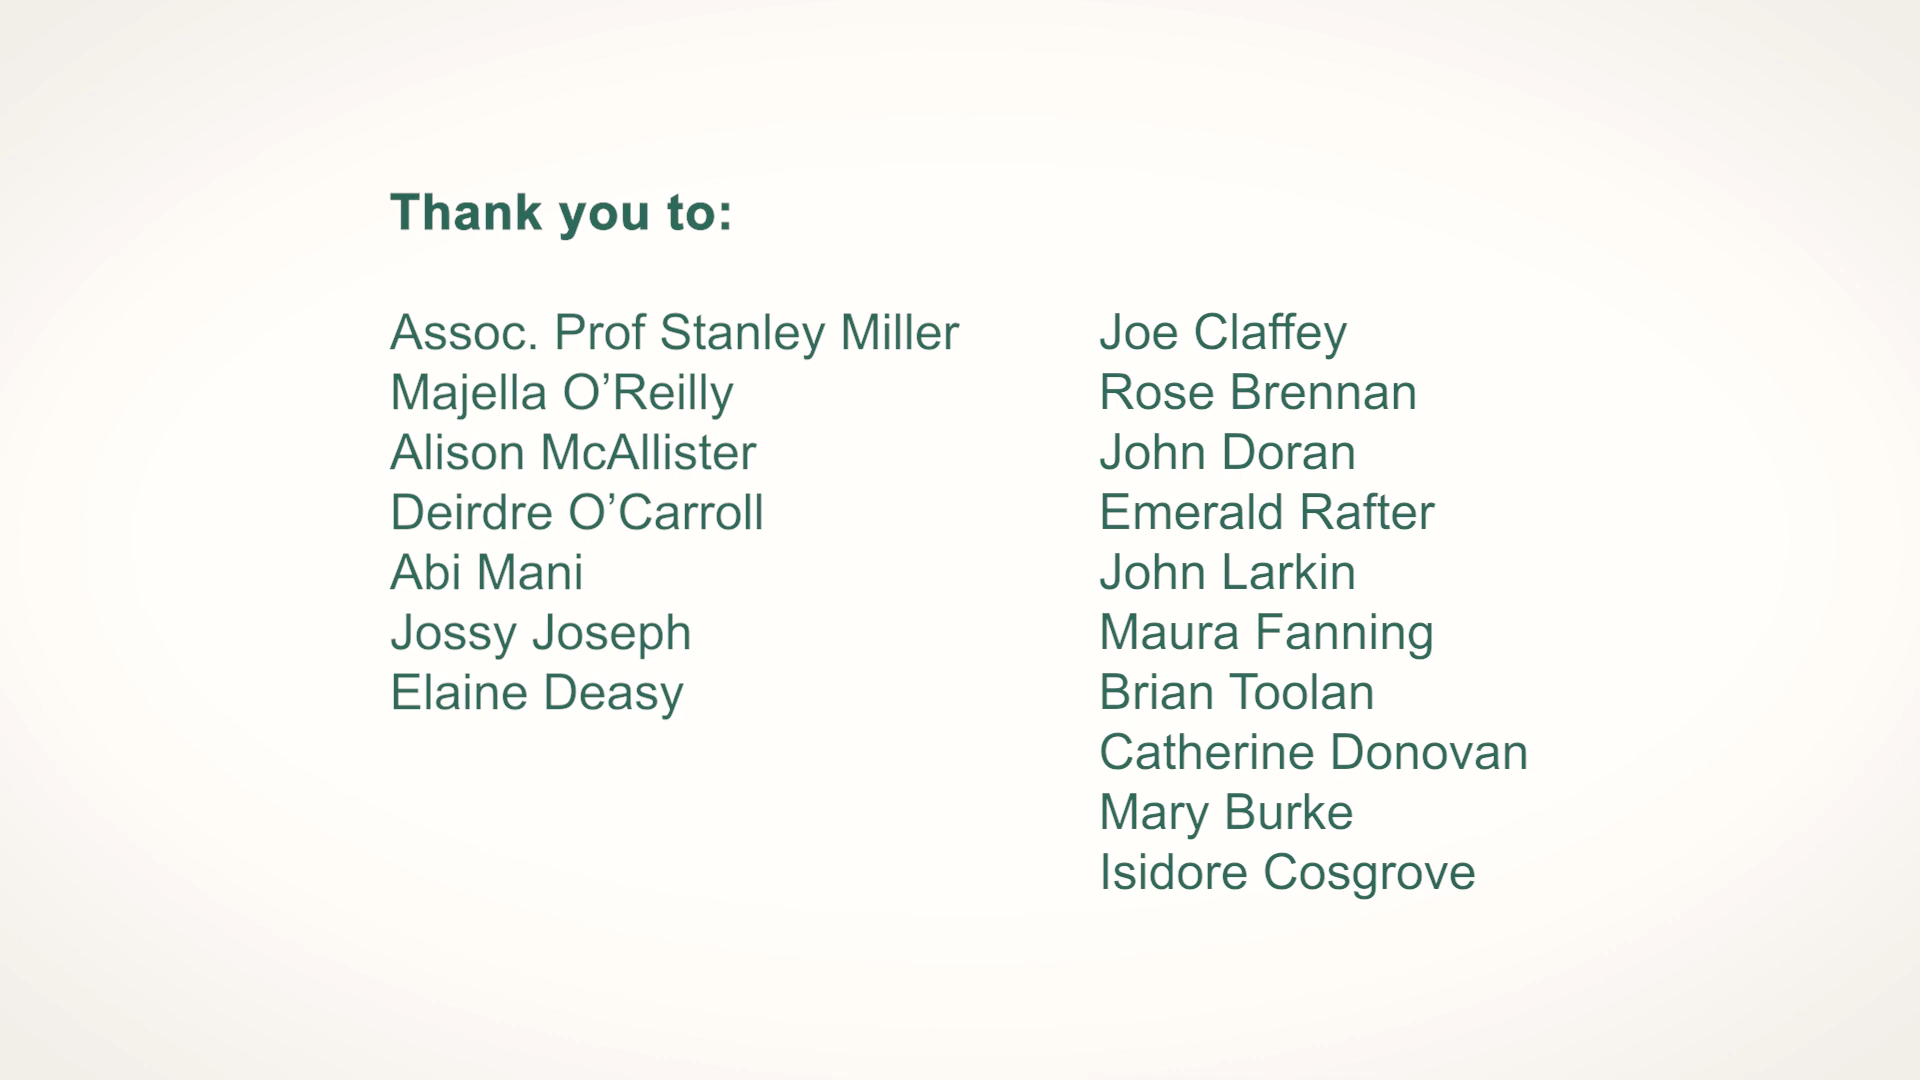 Thank you to:
Assoc. Prof Stanley Miller
Majella O’Reilly
Alison McAllister
Deirdre O’Carroll
Abi Mani
Jossy Joseph
Elaine Deasy
Joe Claffey
Rose Brennan
John Doran
Emerald Rafter
John Larkin
Maura Fanning
Brian Toolan
Catherine Donovan
Mary Burke
Isidore Cosgrove